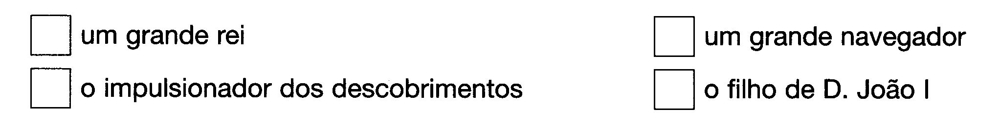 um grande rei
um grande navegador
o impulsionador dos descobrimentos
o filho de D. João I